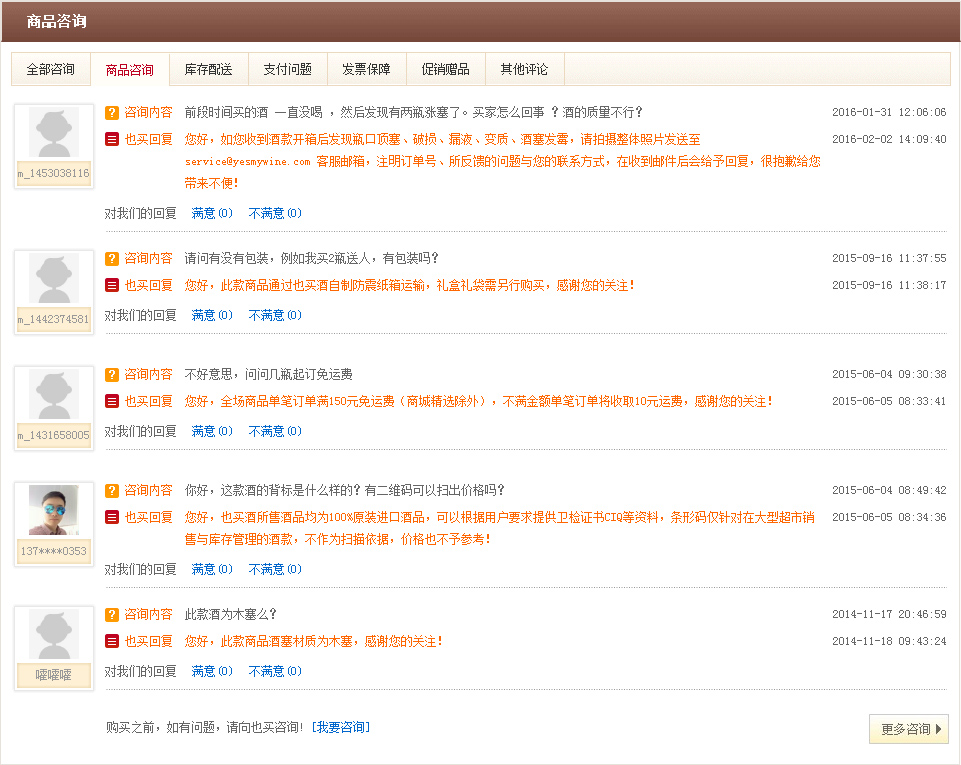 商品咨询
全部咨询 商品咨询 库存配送 支付问题 发票保障 促销赠品 其他评论
咨询内容 前段时间买的酒 一直没喝 ，然后发现有两瓶涨塞了。买家怎么回事 ？酒的质量不行？ 2016-01-31 12:06:06
也买回复 您好，如您收到酒款开箱后发现瓶口顶塞、破损、漏液、变质、酒塞发霉，请拍摄整体照片发送至 2016-02-02 14:09:40
service@yesmywine.com 客服邮箱，注明订单号、所反馈的问题与您的联系方式，在收到邮件后会给予回复，很抱歉给您
带来不便！
m_1453038116
对我们的回复 满意(0) 不满意(0)
咨询内容 请问有没有包装，例如我买2瓶送人，有包装吗？ 2015-09-16 11:37:55
也买回复 您好，此款商品通过也买酒自制防震纸箱运输，礼盒礼袋需另行购买，感谢您的关注！ 2015-09-16 11:38:17
m_1442374581
对我们的回复 满意(0) 不满意(0)
咨询内容 不好意思，问问几瓶起订免运费 2015-06-04 09:30:38
也买回复 您好，全场商品单笔订单满150元免运费（商城精选除外），不满金额单笔订单将收取10元运费，感谢您的关注！ 2015-06-05 08:33:41
m_1431658005
对我们的回复 满意(0) 不满意(0)
咨询内容 你好，这款酒的背标是什么样的？有二维码可以扫出价格吗？ 2015-06-04 08:49:42
也买回复 您好，也买酒所售酒品均为100%原装进口酒品，可以根据用户要求提供卫检证书CIQ等资料，条形码仅针对在大型超市销 2015-06-05 08:34:36
售与库存管理的酒款，不作为扫描依据，价格也不予参考！
137****0353
对我们的回复 满意(0) 不满意(0)
咨询内容 此款酒为木塞么？ 2014-11-17 20:46:59
也买回复 您好，此款商品酒塞材质为木塞，感谢您的关注！ 2014-11-18 09:43:24
嚯嚯嚯
对我们的回复 满意(0) 不满意(0)
购买之前，如有问题，请向也买咨询！ [我要咨询]
更多咨询